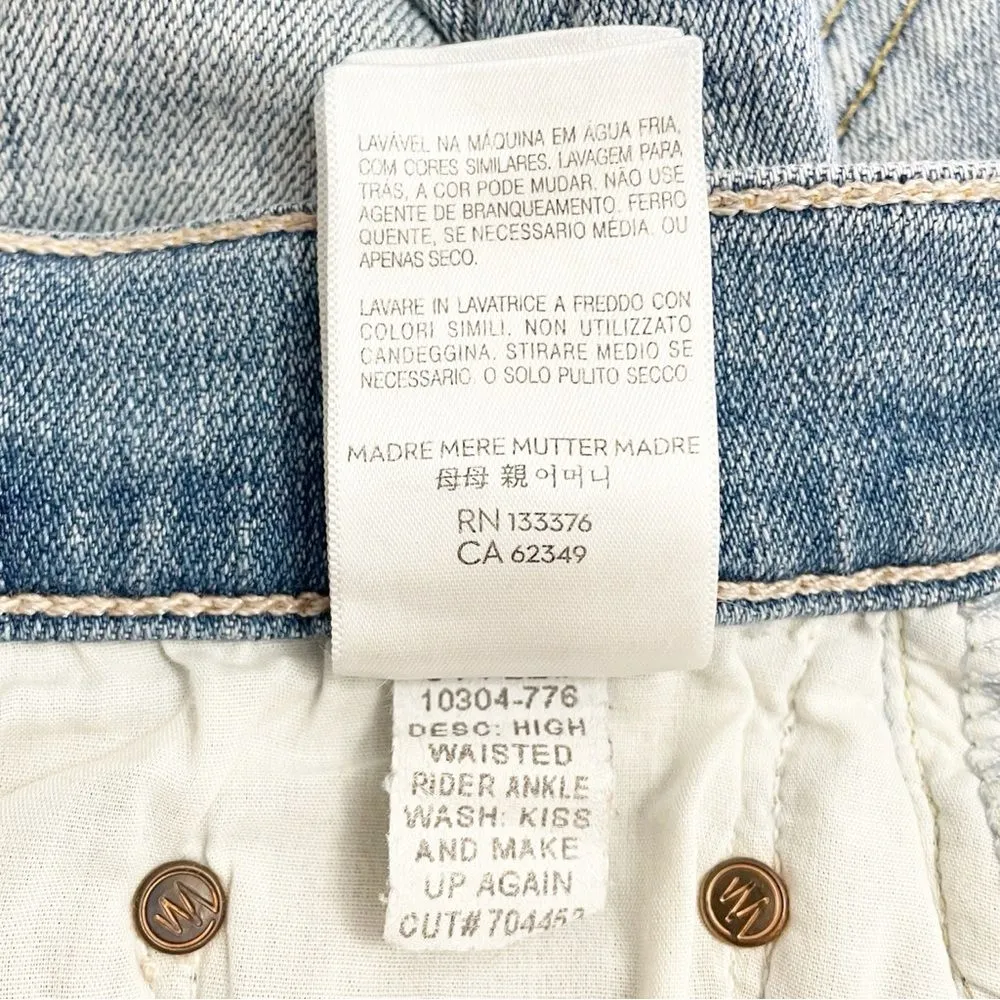 LAVÁVEL NA MÁQUINA EM ÁGUA FRIA,
COM CORES SIMILARES. LAVAGEM PARA
TRÁS, A COR PODE MUDAR. NÃO USE
AGENTE DE BRANQUEAMENTO. FERRO
QUENTE, SE NECESSARIO MÉDIA. OU
APENAS SECO.
LAVARE IN LAVATRICE A FREDDO CON
COLORI SIMILI. NON UTILIZZATO
CANDEGGINA. STIRARE MEDIO SE
NECESSARIO. O SOLO PULITO SECCO.
MADRE MERE MUTTER MADRE
母母 親 어머니
RN 133376
CA 62349
10304-776
DESC: HIGH
WAISTED
RIDER ANKLE
WASH: KISS
AND MAKE
UP AGAIN
CUT#